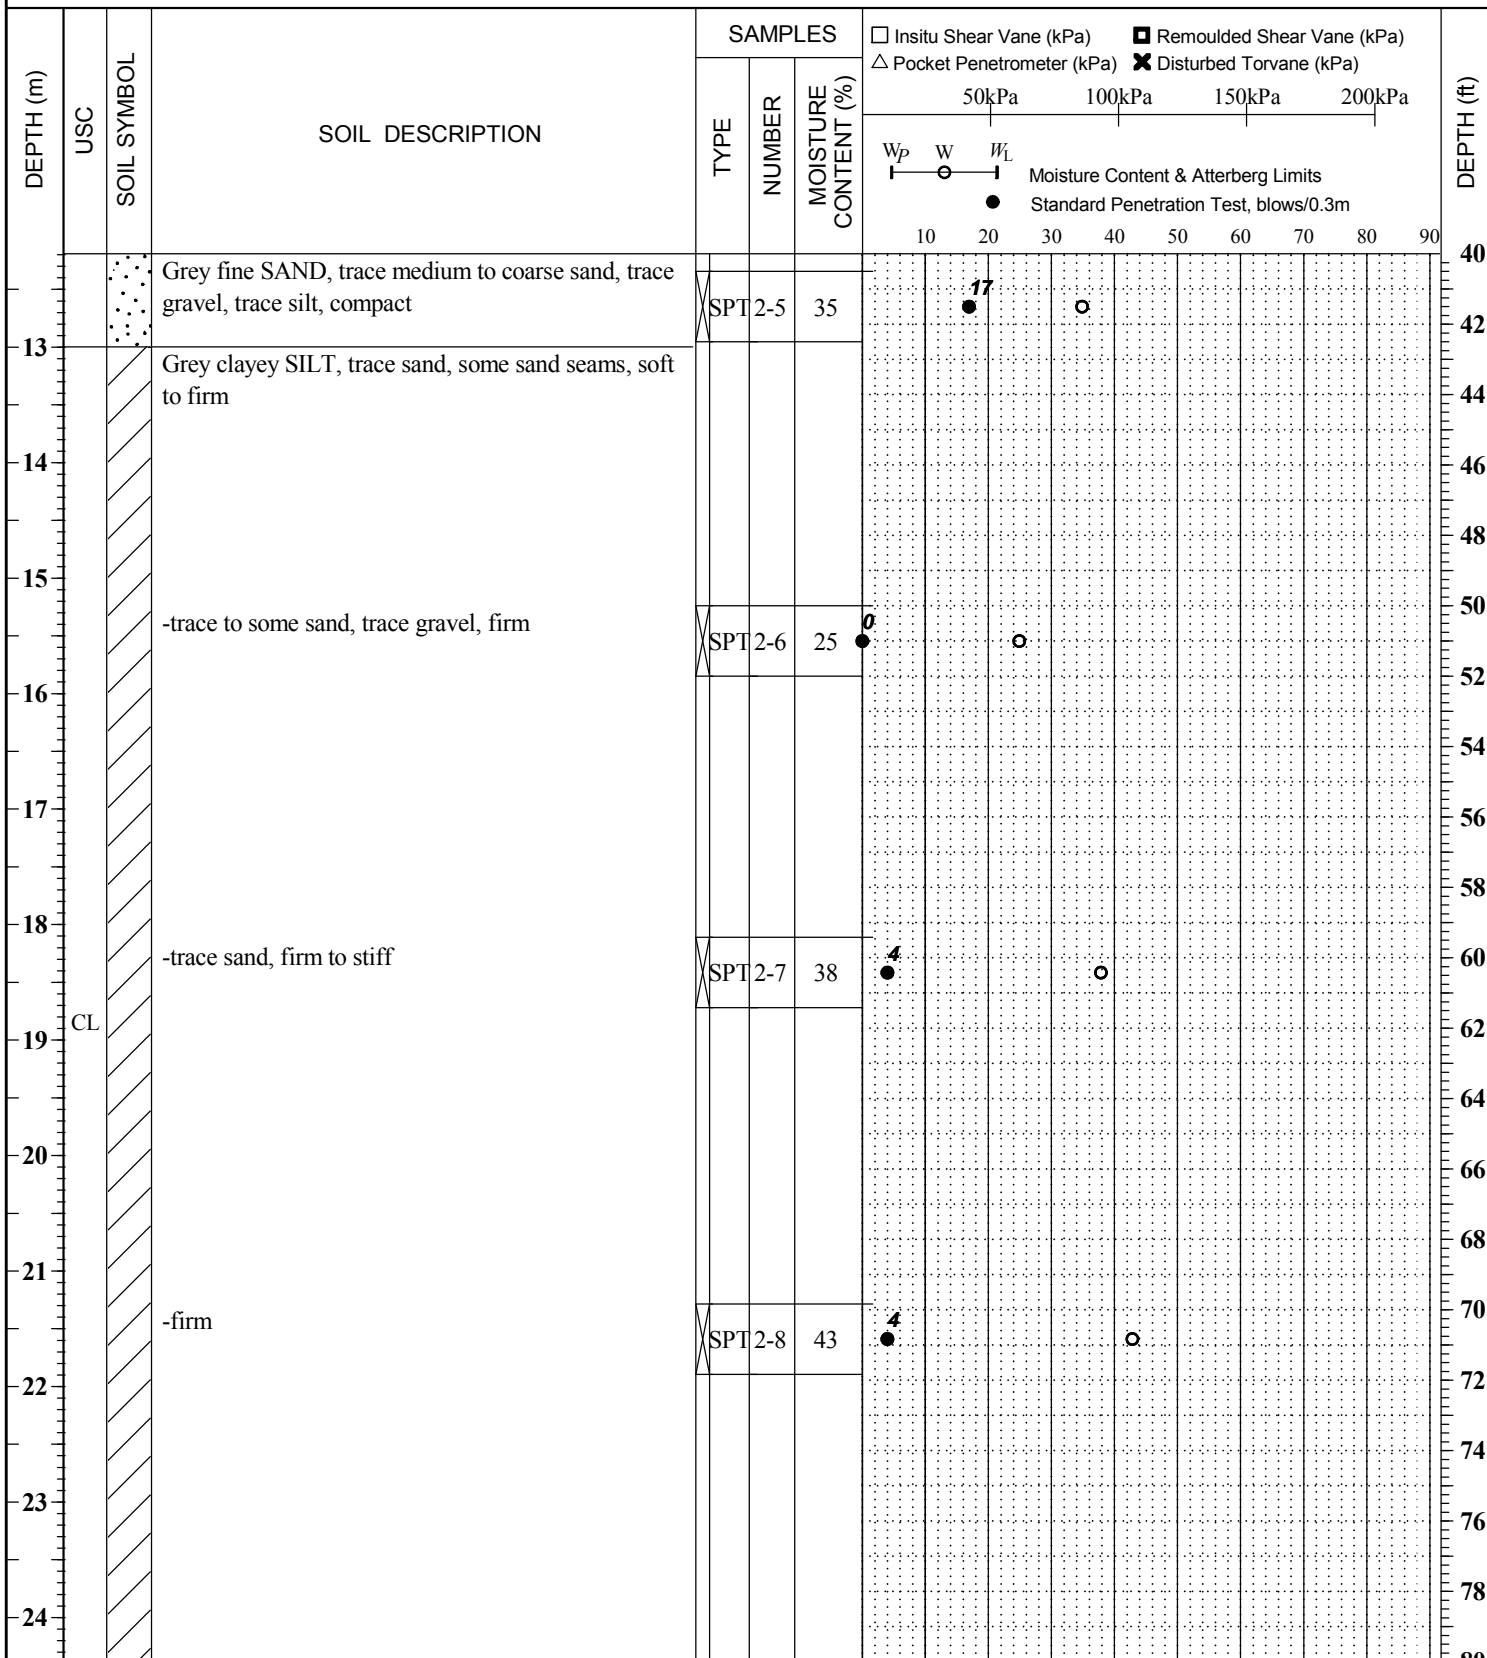 DEPTH (m)
USC
SOIL SYMBOL
SOIL DESCRIPTION
SAMPLES
TYPE
NUMBER
MOISTURE
CONTENT (%)
Insitu Shear Vane (kPa)
Remoulded Shear Vane (kPa)
Pocket Penetrometer (kPa)
Disturbed Torvane (kPa)
50kPa 100kPa 150kPa 200kPa
WP W WL
Moisture Content & Atterberg Limits
Standard Penetration Test, blows/0.3m
10 20 30 40 50 60 70 80 90
DEPTH (ft)
40
Grey fine SAND, trace medium to coarse sand, trace
gravel, trace silt, compact
SPT 2-5 35
17
42
13
Grey clayey SILT, trace sand, some sand seams, soft
to firm
44
14
46
48
15
50
-trace to some sand, trace gravel, firm
SPT 2-6 25
0
52
16
54
17
56
58
18
-trace sand, firm to stiff
SPT 2-7 38
4
60
CL
62
19
64
20
66
68
21
70
-firm
SPT 2-8 43
4
72
22
74
23
76
78
24
80